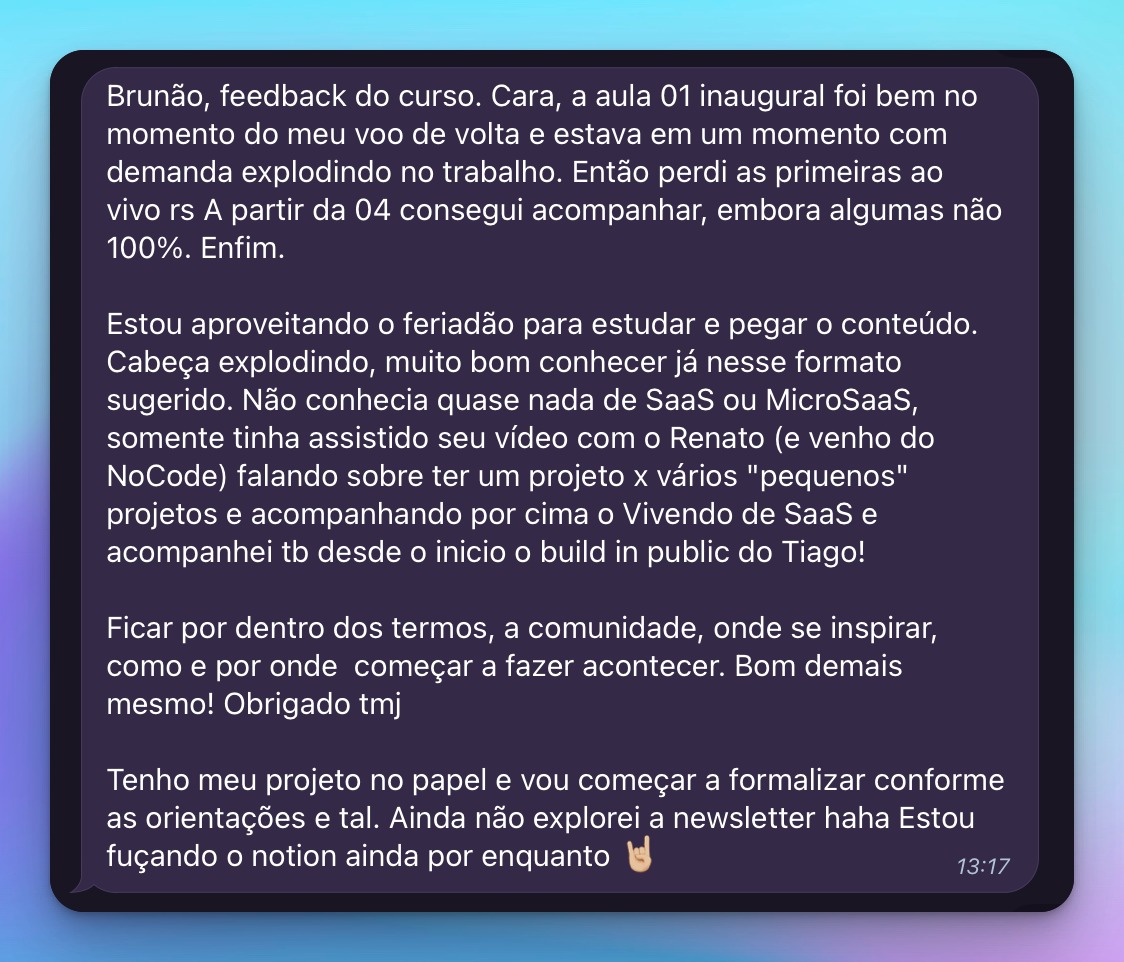 Brunão, feedback do curso. Cara, a aula 01 inaugural foi bem no
momento do meu voo de volta e estava em um momento com
demanda explodindo no trabalho. Então perdi as primeiras ao
vivo rs A partir da 04 consegui acompanhar, embora algumas não
100%. Enfim.
Estou aproveitando o feriadão para estudar e pegar o conteúdo.
Cabeça explodindo, muito bom conhecer já nesse formato
sugerido. Não conhecia quase nada de SaaS ou MicroSaaS,
somente tinha assistido seu vídeo com o Renato (e venho do
NoCode) falando sobre ter um projeto x vários "pequenos"
projetos e acompanhando por cima o Vivendo de SaaS e
acompanhei tb desde o inicio o build in public do Tiago!
Ficar por dentro dos termos, a comunidade, onde se inspirar,
como e por onde  começar a fazer acontecer. Bom demais
mesmo! Obrigado tmj
Tenho meu projeto no papel e vou começar a formalizar conforme
as orientações e tal. Ainda não explorei a newsletter haha Estou
fuçando o notion ainda por enquanto 🤘🏼
13:17